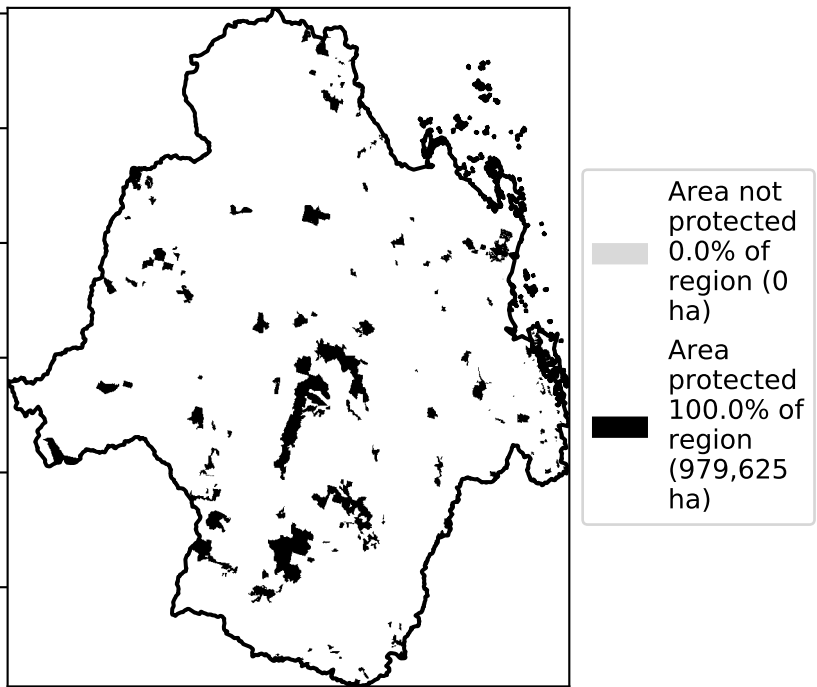 Area not
protected
0.0% of
region (0
ha)
Area
protected
100.0% of
region
(979,625
ha)